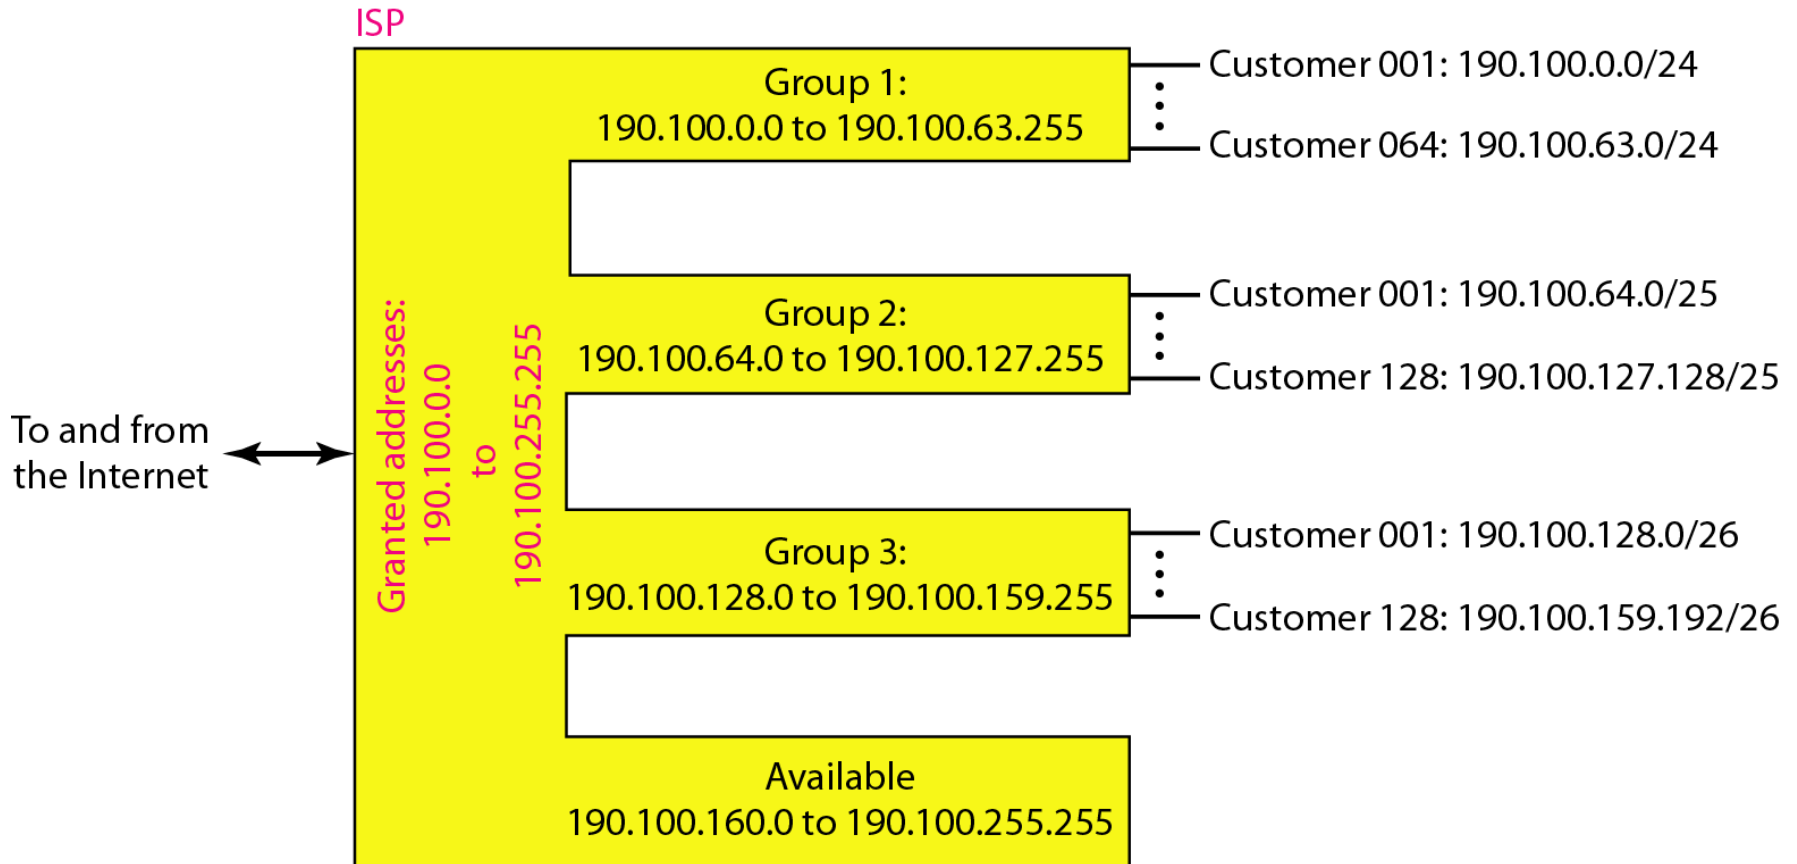 ISP
Group 1:
190.100.0.0 to 190.100.63.255
Customer 001: 190.100.0.0/24
Customer 064: 190.100.63.0/24
Group 2:
190.100.64.0 to 190.100.127.255
Customer 001: 190.100.64.0/25
Customer 128: 190.100.127.128/25
To and from
the Internet
Granted addresses:
190.100.0.0
to
190.100.255.255
Group 3:
190.100.128.0 to 190.100.159.255
Customer 001: 190.100.128.0/26
Customer 128: 190.100.159.192/26
Available
190.100.160.0 to 190.100.255.255